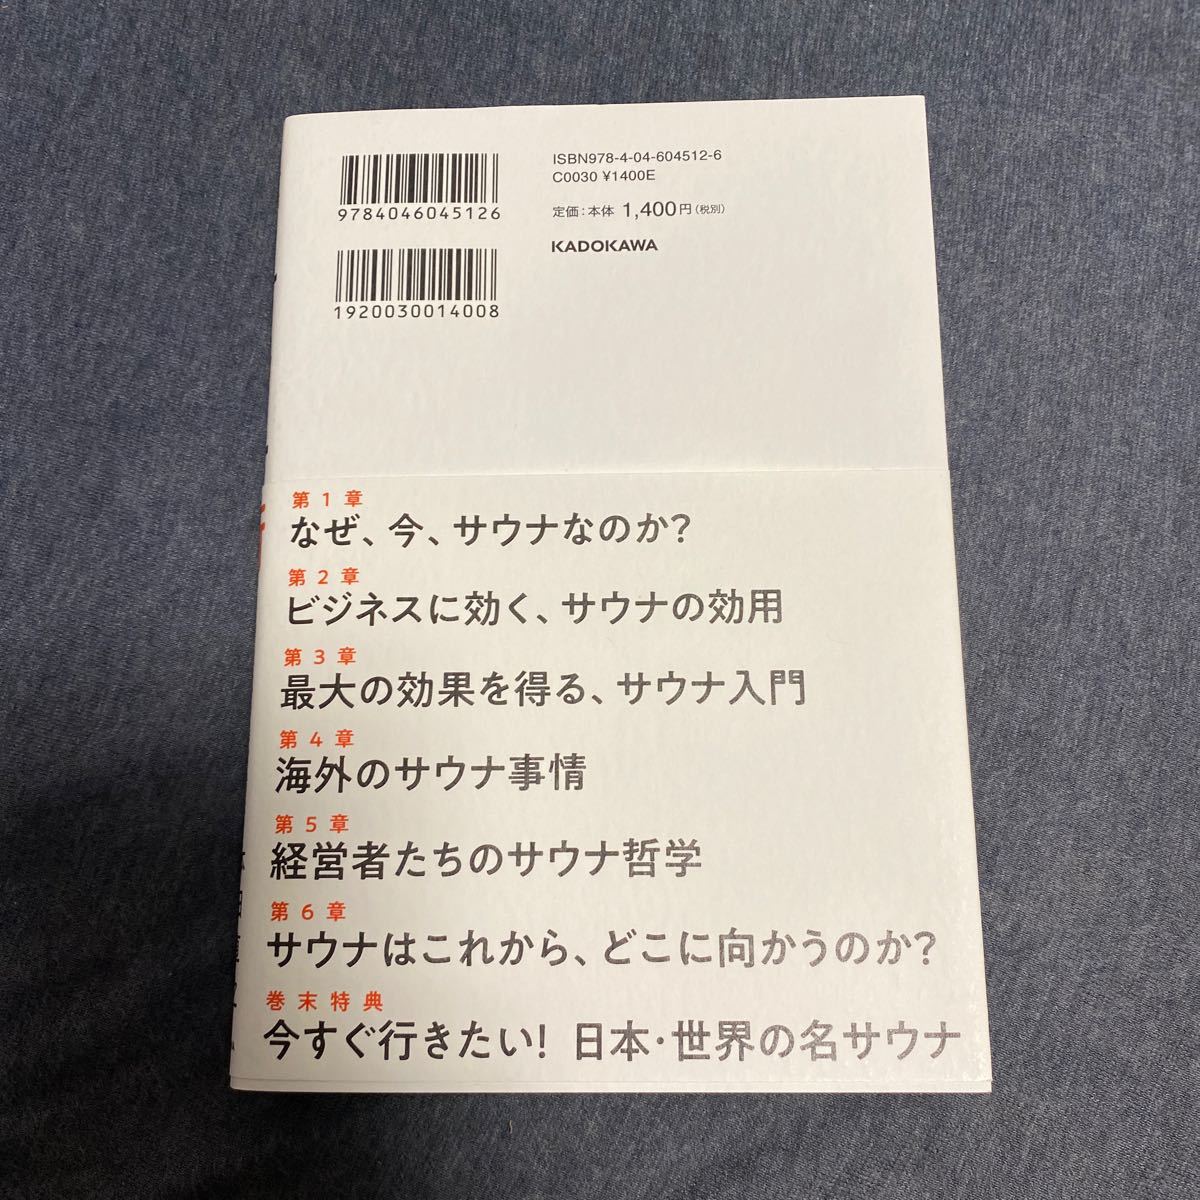 ISBN978-4-04-604512-6
C0030 ¥1400E
9784046045126
定価:本体 1,400円(税別)
KADOKAWA
1920030014008
第1章
なぜ、今、サウナなのか?
第2章
ビジネスに効く、サウナの効用
第3章
最大の効果を得る、サウナ入門
第4章
海外のサウナ事情
第5章
経営者たちのサウナ哲学
第6章
サウナはこれから、どこに向かうのか?
巻末特典
今すぐ行きたい! 日本・世界の名サウナ